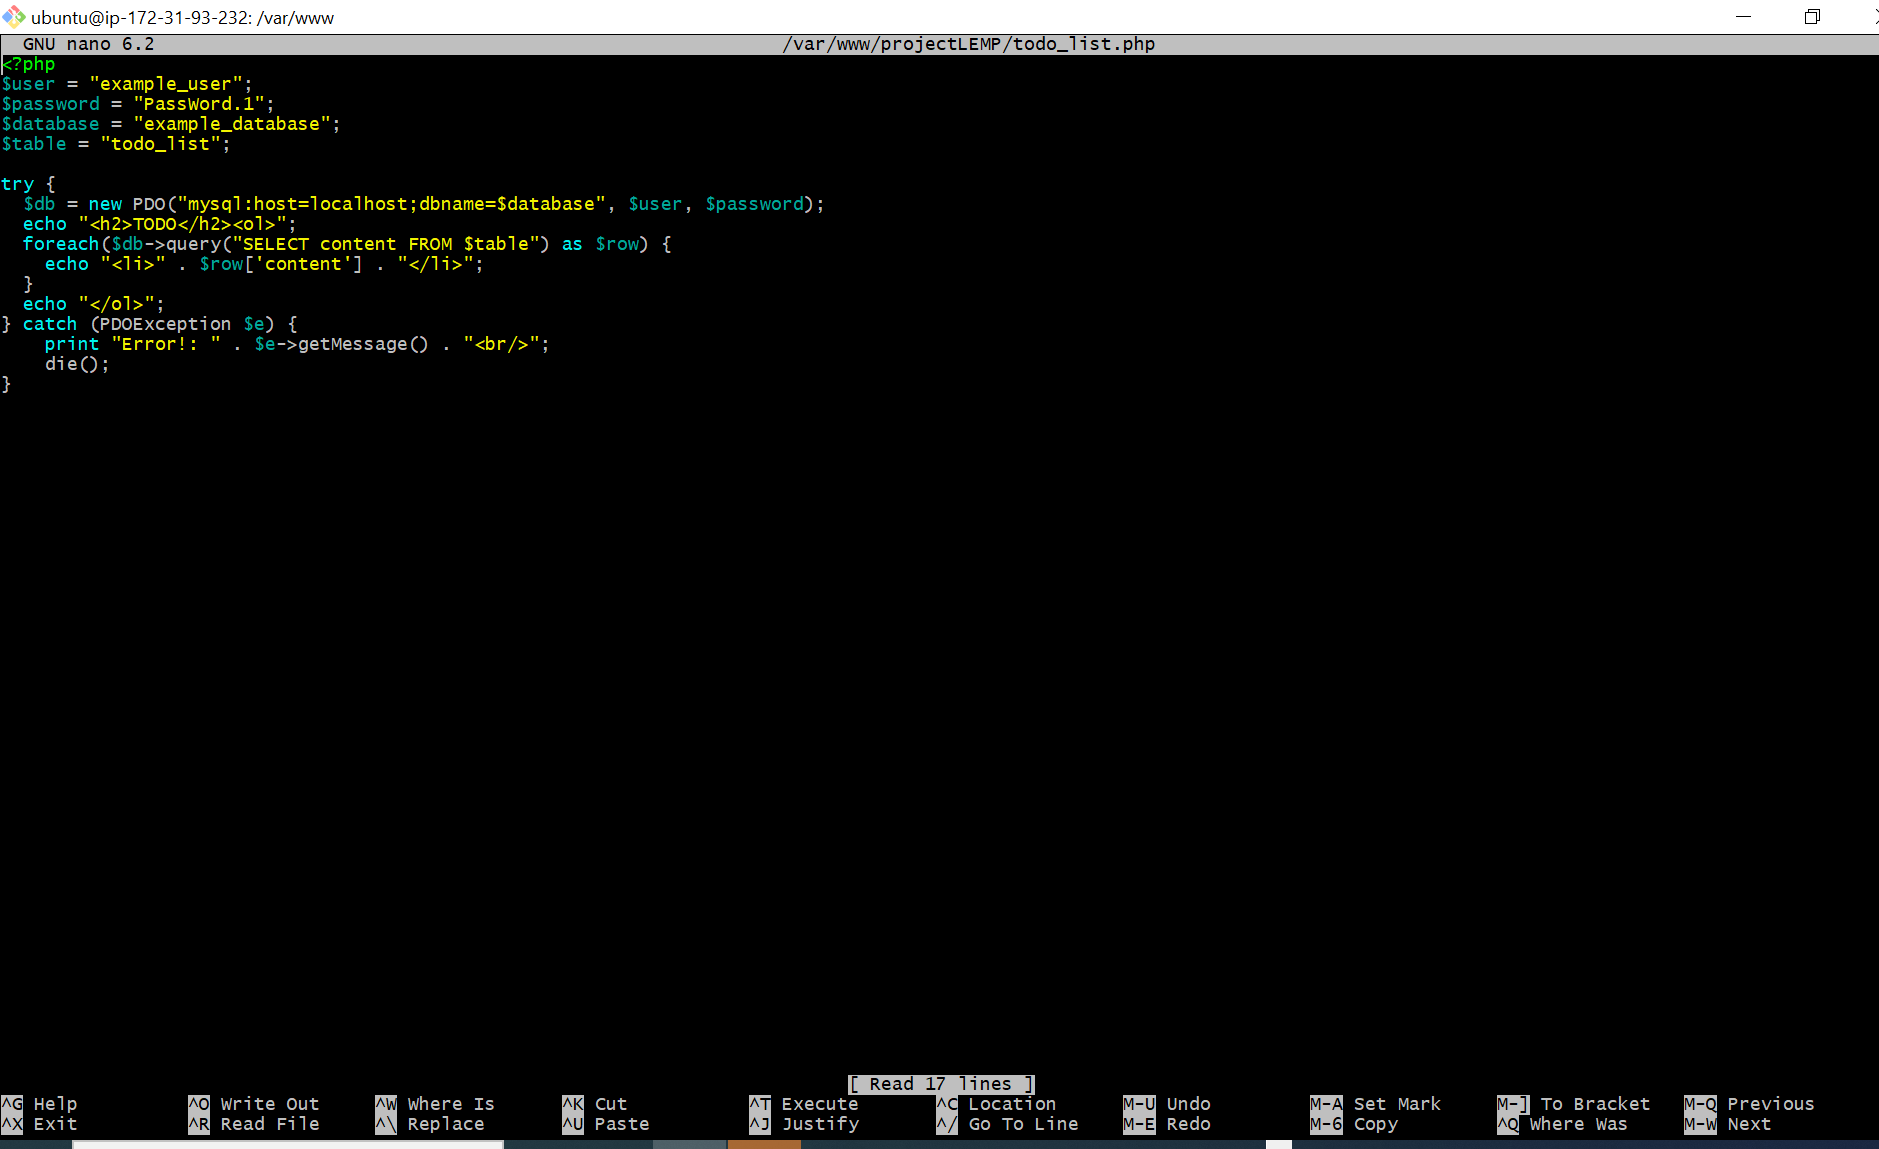 ubuntu@ip-172-31-93-232: /var/www
GNU nano 6.2 /var/www/projectLEMP/todo_list.php
<?php
$user = "example_user";
$password = "PassWord.1";
$database = "example_database";
$table = "todo_list";
try {
  $db = new PDO("mysql:host=localhost;dbname=$database", $user, $password);
  echo "<h2>TODO</h2><ol>";
  foreach($db->query("SELECT content FROM $table") as $row) {
    echo "<li>" . $row['content'] . "</li>";
  }
  echo "</ol>";
} catch (PDOException $e) {
    print "Error!: " . $e->getMessage() . "<br/>";
    die();
}
[ Read 17 lines ]
^G Help ^O Write Out ^W Where Is ^K Cut ^T Execute ^C Location M-U Undo M-A Set Mark M-] To Bracket M-Q Previous
^X Exit ^R Read File ^\ Replace ^U Paste ^J Justify ^/ Go To Line M-E Redo M-6 Copy ^Q Where Was M-W Next